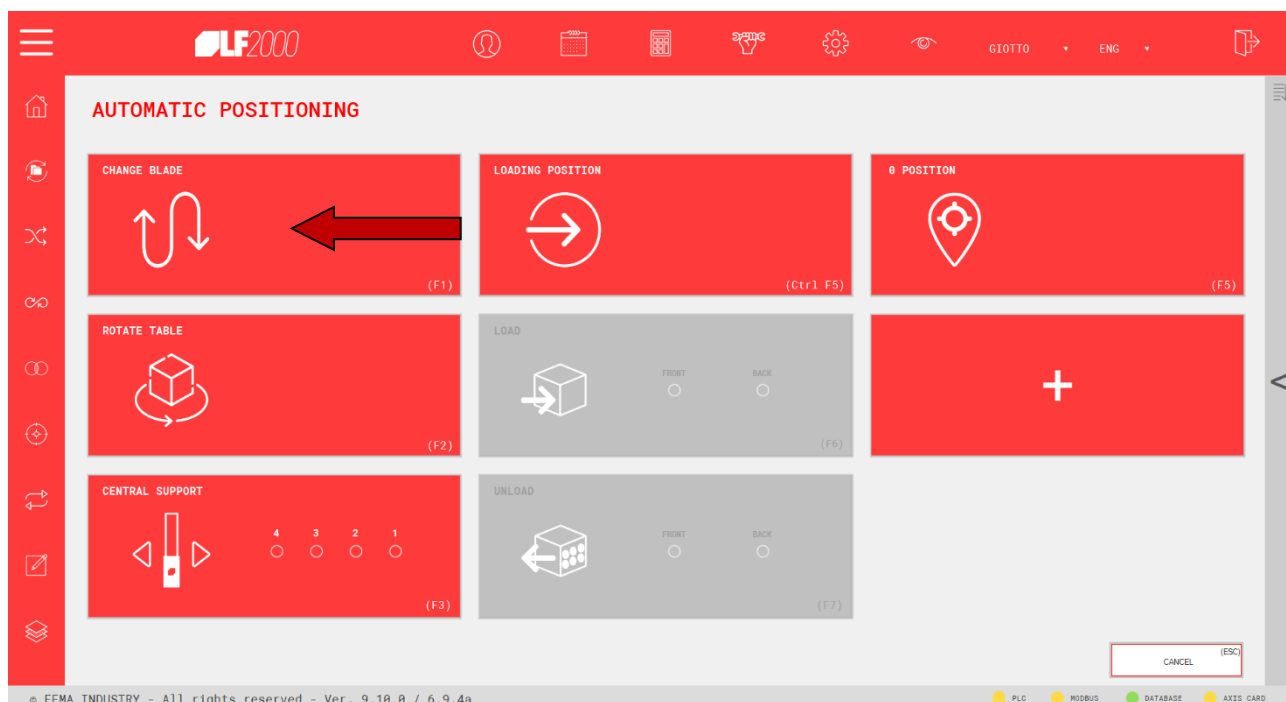 LF2000
GIOTTO ENG
AUTOMATIC POSITIONING
CHANGE BLADE
(F1)
LOADING POSITION
(Ctrl F5)
0 POSITION
(F5)
ROTATE TABLE
(F2)
LOAD
FRONT BACK
(F6)
+
CENTRAL SUPPORT
4 3 2 1
(F3)
UNLOAD
FRONT BACK
(F7)
CANCEL (ESC)
© FEMA INDUSTRY - All rights reserved - Ver. 9.10.0 / 6.9.4a
PLC MODBUS DATABASE AXIS CARD